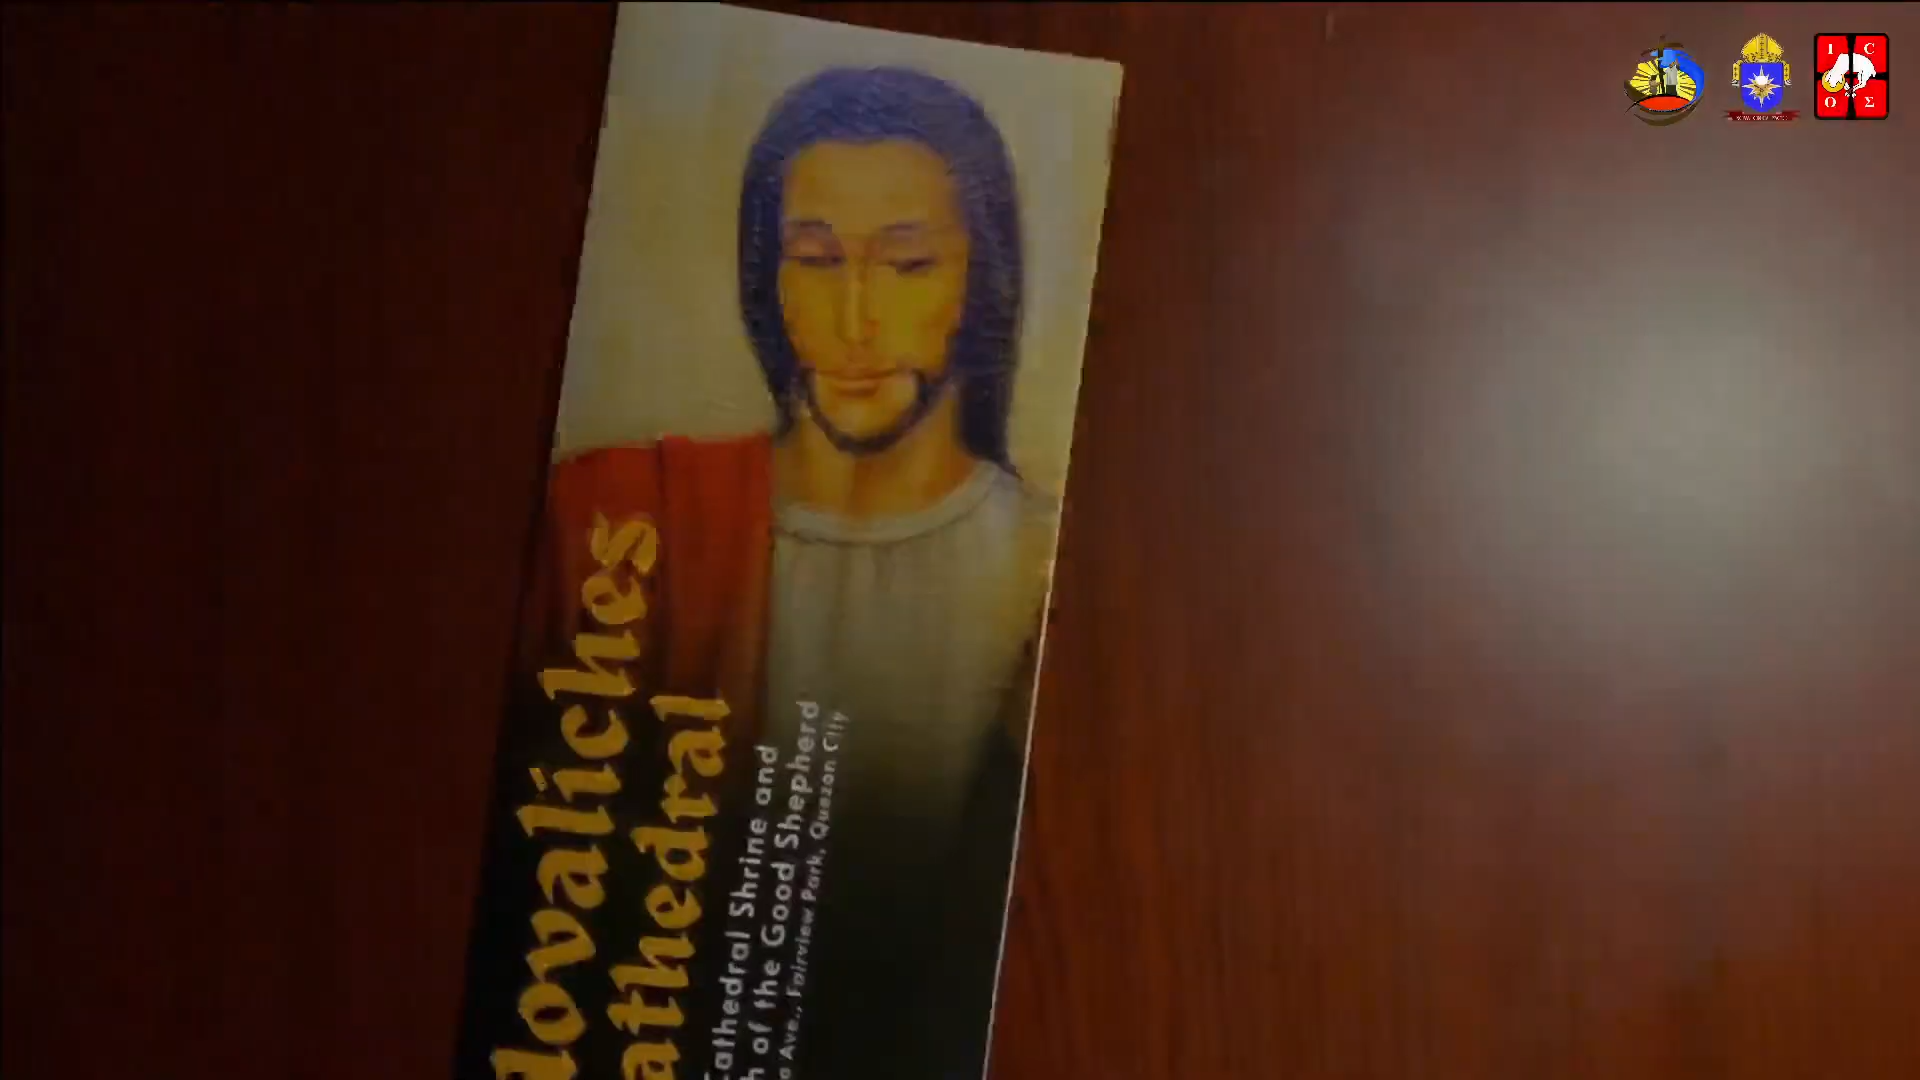 lovaliches
athedral
Cathedral Shrine and
h of the Good Shepherd
Ave., Fairview Park, Quezon City
I C
O Σ